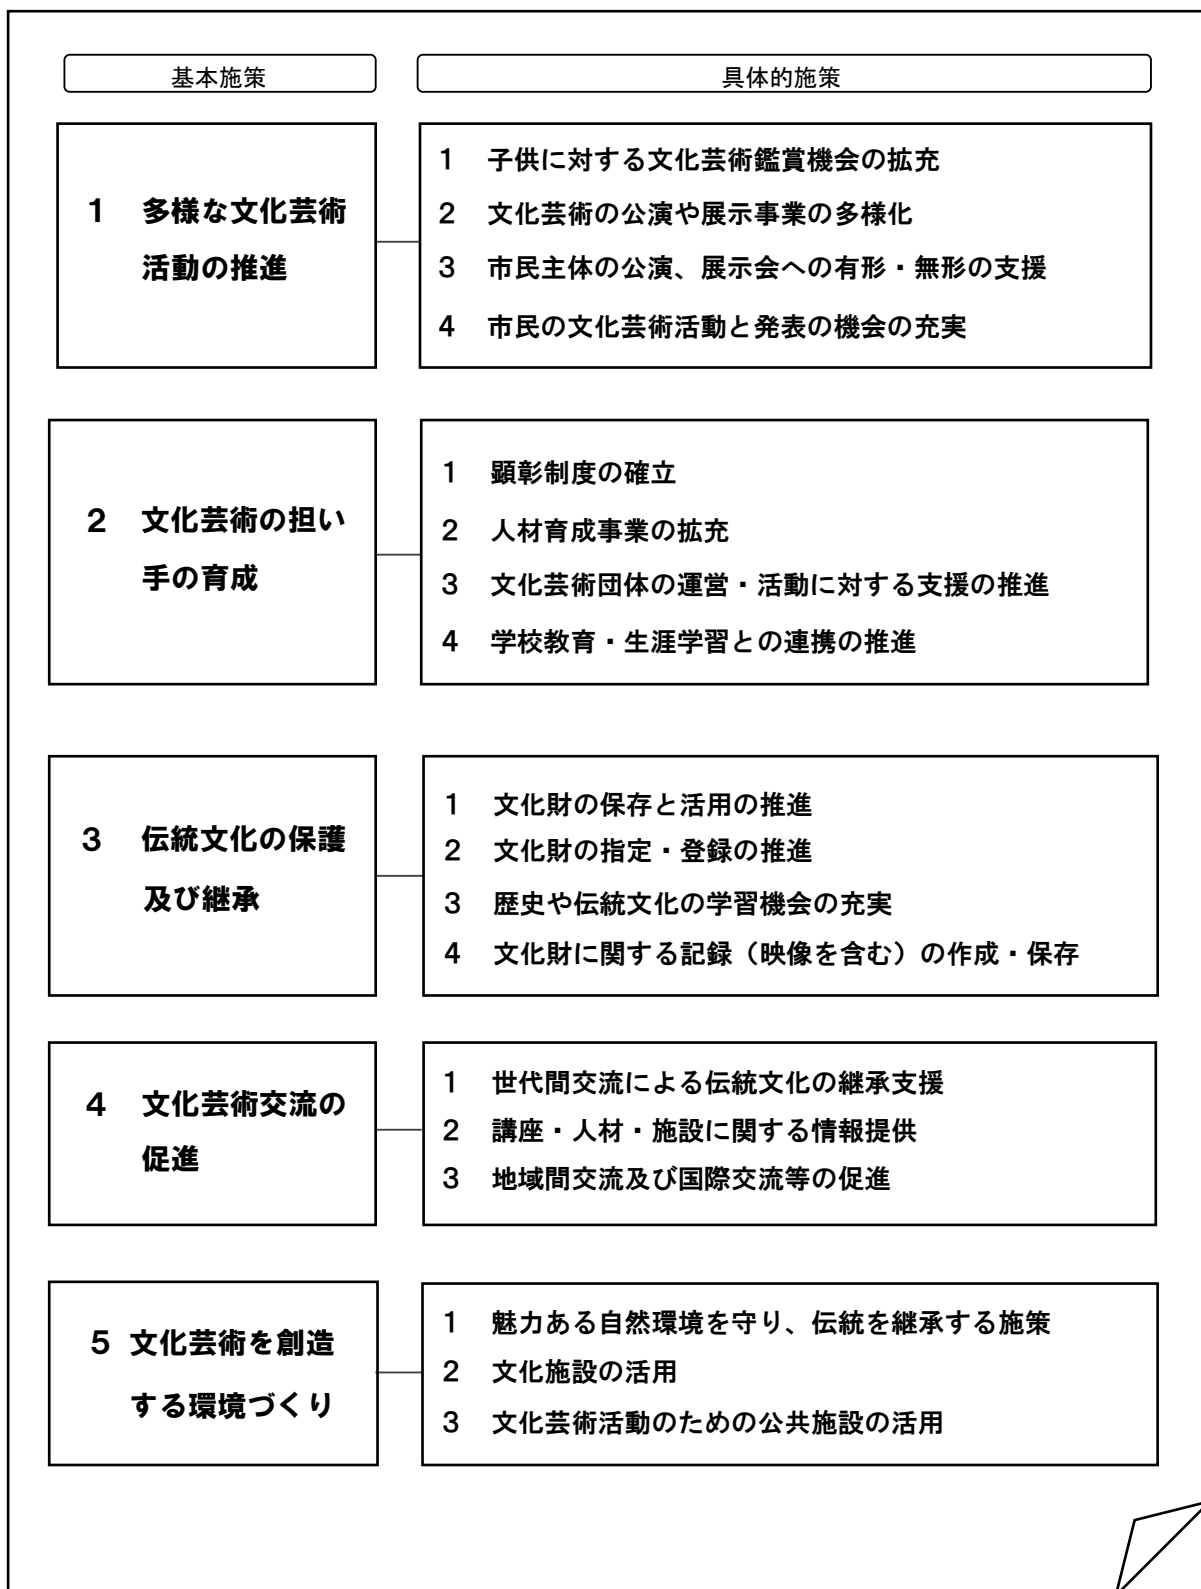 基本施策
具体的施策
1 多様な文化芸術
活動の推進
1 子供に対する文化芸術鑑賞機会の拡充
2 文化芸術の公演や展示事業の多様化
3 市民主体の公演、展示会への有形・無形の支援
4 市民の文化芸術活動と発表の機会の充実
2 文化芸術の担い
手の育成
1 顕彰制度の確立
2 人材育成事業の拡充
3 文化芸術団体の運営・活動に対する支援の推進
4 学校教育・生涯学習との連携の推進
3 伝統文化の保護
及び継承
1 文化財の保存と活用の推進
2 文化財の指定・登録の推進
3 歴史や伝統文化の学習機会の充実
4 文化財に関する記録（映像を含む）の作成・保存
4 文化芸術交流の
促進
1 世代間交流による伝統文化の継承支援
2 講座・人材・施設に関する情報提供
3 地域間交流及び国際交流等の促進
5 文化芸術を創造
する環境づくり
1 魅力ある自然環境を守り、伝統を継承する施策
2 文化施設の活用
3 文化芸術活動のための公共施設の活用